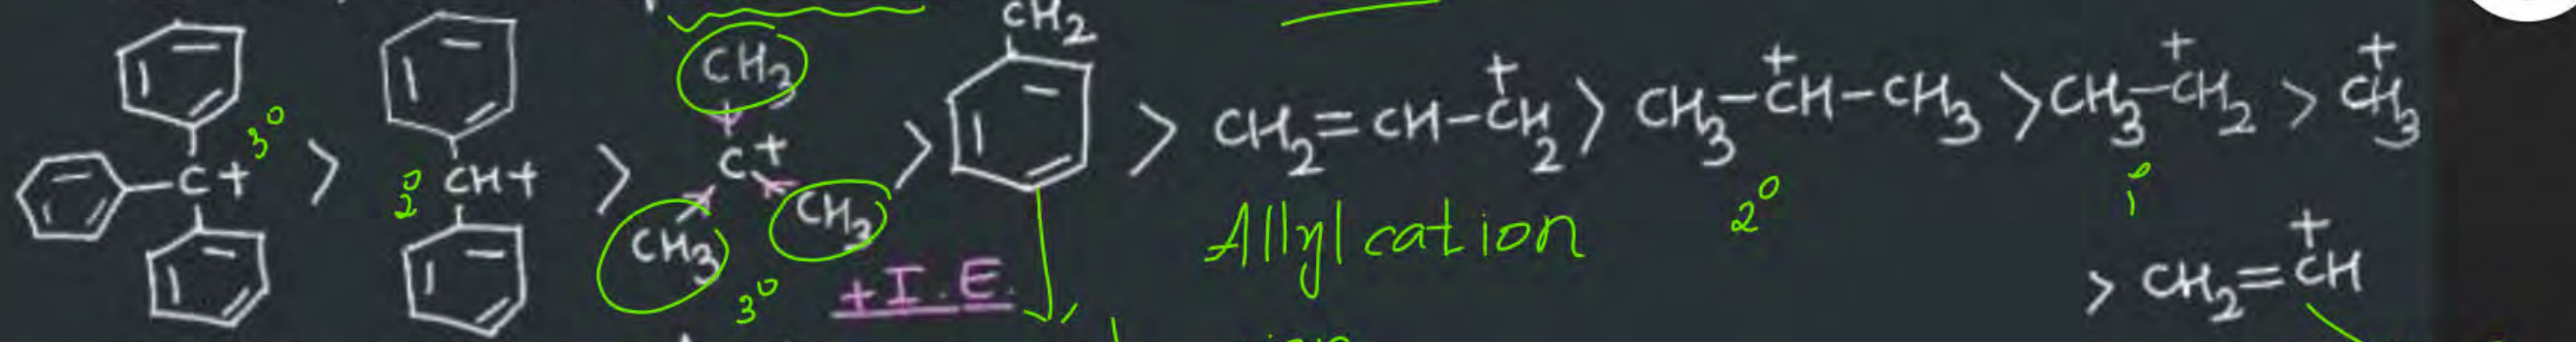 CH2
CH3
C+ 3° > 2° CH+ > C+ > > CH2=CH-CH2+ > CH3-CH+-CH3 > CH3-CH2+ > CH3+
CH3 CH3
3° +I.E. Allyl cation 2° 1°
> CH2=CH+